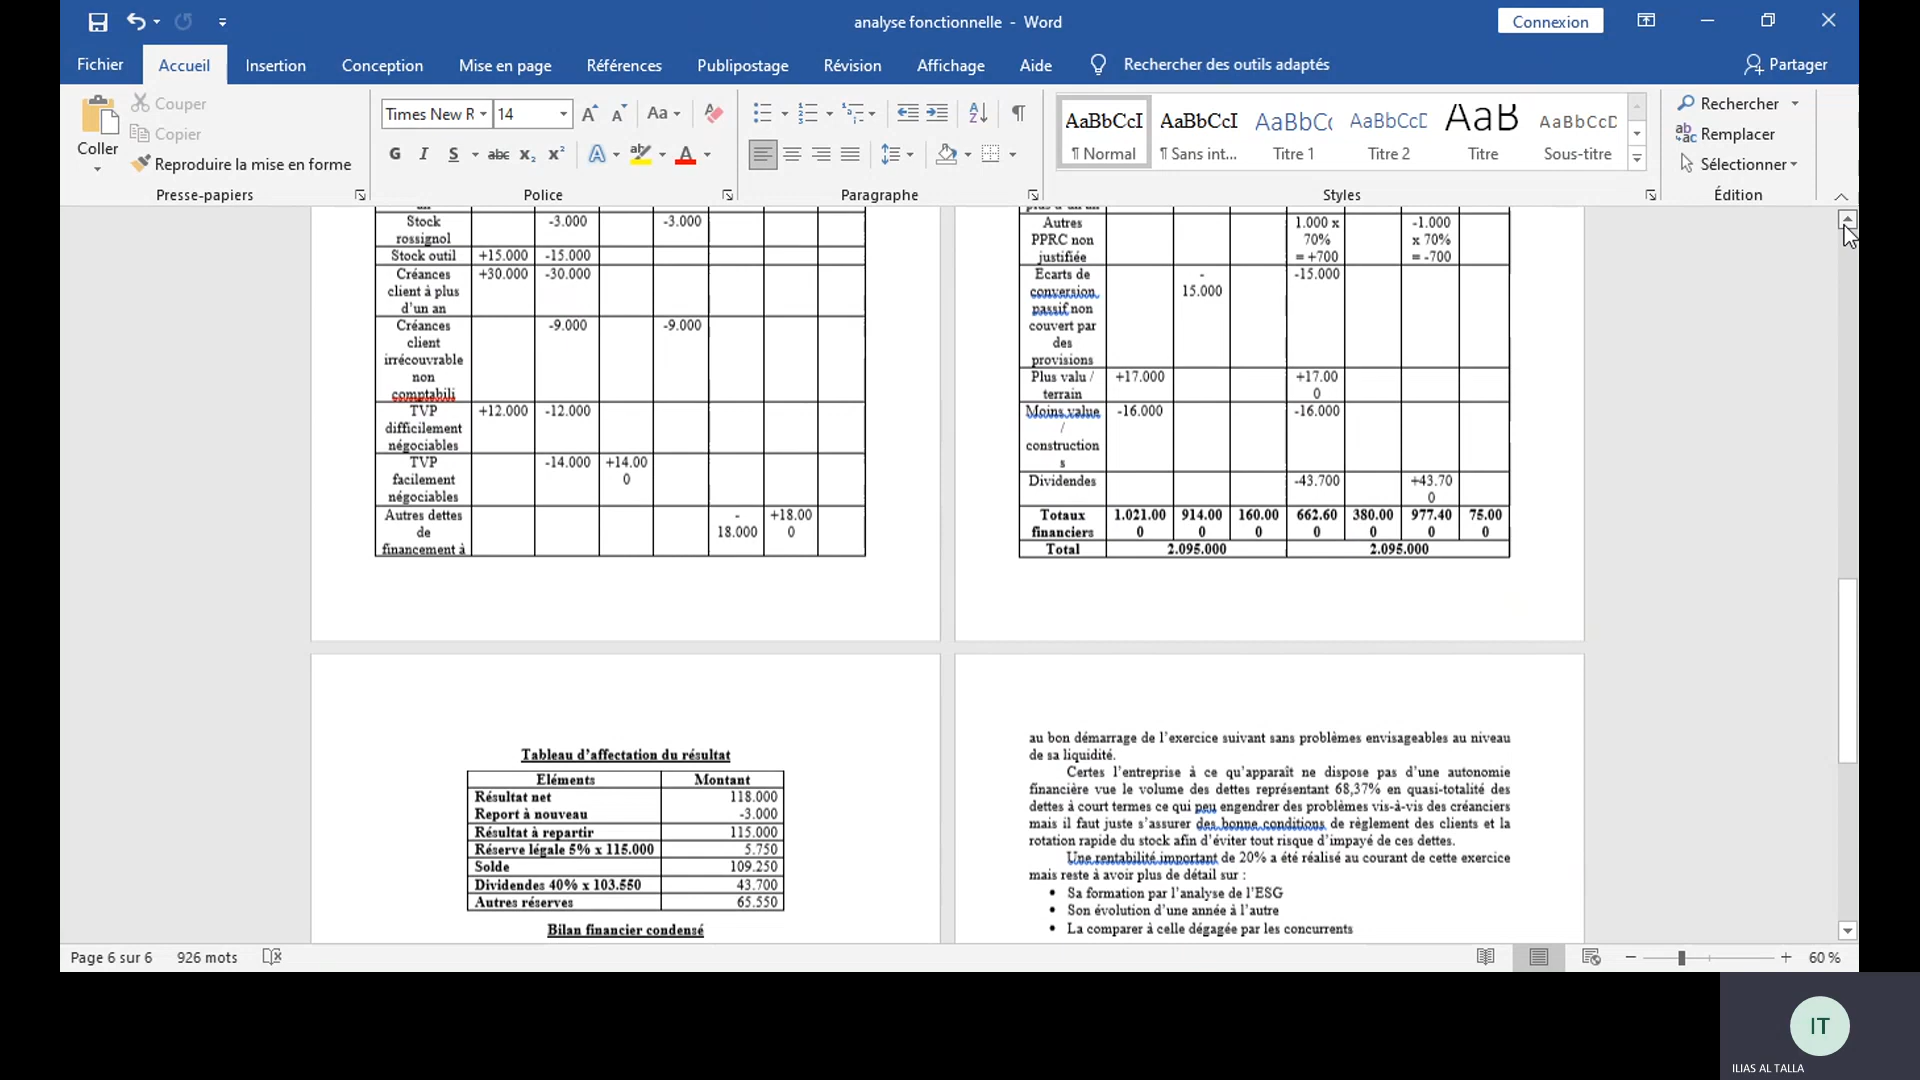 analyse fonctionnelle - Word
Connexion
Fichier
Accueil
Insertion
Conception
Mise en page
Références
Publipostage
Révision
Affichage
Aide
Rechercher des outils adaptés
Partager
Coller
Couper
Copier
Reproduire la mise en forme
Presse-papiers
Times New R
14
Aa
G I S abc x₂ x²
Police
Paragraphe
AaBbCcI
¶ Normal
AaBbCcI
¶ Sans int...
AaBbC
Titre 1
AaBbCcD
Titre 2
AaB
Titre
AaBbCcD
Sous-titre
Styles
Rechercher
Remplacer
Sélectionner
Édition
Stock rossignol -3.000 -3.000
Stock outil +15.000 -15.000
Créances client à plus d’un an +30.000 -30.000
Créances client irrécouvrable non comptabili -9.000 -9.000
TVP difficilement négociables +12.000 -12.000
TVP facilement négociables -14.000 +14.000
Autres dettes de financement à -18.000 +18.000
plus d’un an
Autres PPRC non justifiée 1.000 x 70% = +700 -1.000 x 70% = -700
Ecarts de conversion passif non couvert par des provisions -15.000 -15.000
Plus valu / terrain +17.000 +17.000
Moins value / constructions -16.000 -16.000
Dividendes -43.700 +43.700
Totaux financiers 1.021.000 914.000 160.000 662.600 380.000 977.400 75.000
Total 2.095.000 2.095.000
Tableau d’affectation du résultat
Eléments Montant
Résultat net 118.000
Report à nouveau -3.000
Résultat à repartir 115.000
Réserve légale 5% x 115.000 5.750
Solde 109.250
Dividendes 40% x 103.550 43.700
Autres réserves 65.550
Bilan financier condensé
au bon démarrage de l’exercice suivant sans problèmes envisageables au niveau
de sa liquidité.
Certes l’entreprise à ce qu’apparaît ne dispose pas d’une autonomie
financière vue le volume des dettes représentant 68,37% en quasi-totalité des
dettes à court termes ce qui peu engendrer des problèmes vis-à-vis des créanciers
mais il faut juste s’assurer des bonne conditions de règlement des clients et la
rotation rapide du stock afin d’éviter tout risque d’impayé de ces dettes.
Une rentabilité important de 20% a été réalisé au courant de cette exercice
mais reste à avoir plus de détail sur :
• Sa formation par l’analyse de l’ESG
• Son évolution d’une année à l’autre
• La comparer à celle dégagée par les concurrents
Page 6 sur 6
926 mots
60 %
IT
ILIAS AL TALLA